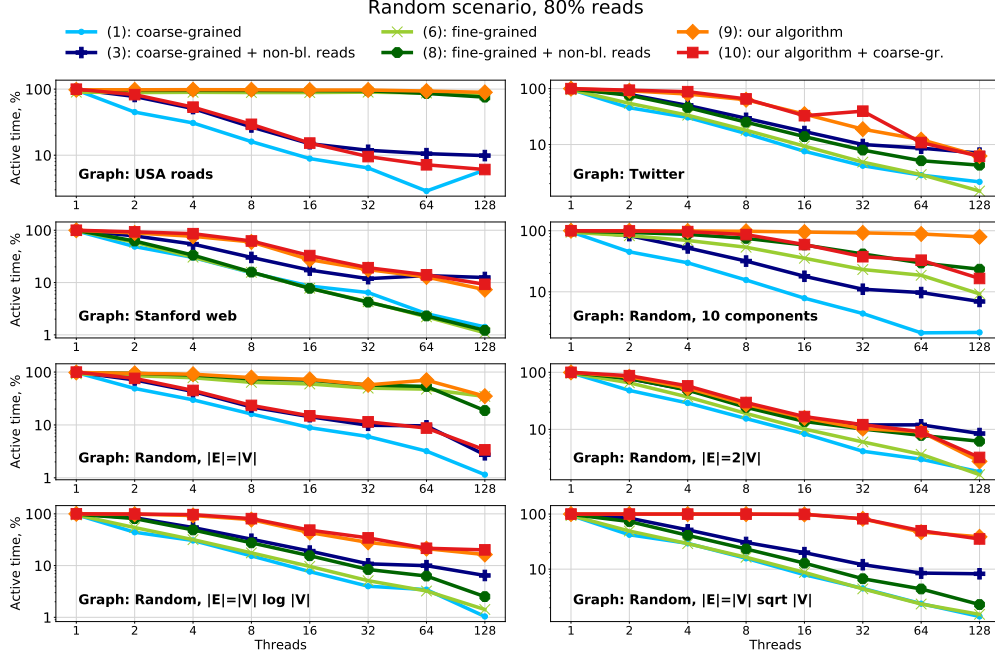 Random scenario, 80% reads
(1): coarse-grained
(3): coarse-grained + non-bl. reads
(6): fine-grained
(8): fine-grained + non-bl. reads
(9): our algorithm
(10): our algorithm + coarse-gr.
Active time, %
100
10
Graph: USA roads
1 2 4 8 16 32 64 128
100
10
Graph: Twitter
1 2 4 8 16 32 64 128
Active time, %
100
10
1
Graph: Stanford web
1 2 4 8 16 32 64 128
100
10
Graph: Random, 10 components
1 2 4 8 16 32 64 128
Active time, %
100
10
1
Graph: Random, |E|=|V|
1 2 4 8 16 32 64 128
100
10
Graph: Random, |E|=2|V|
1 2 4 8 16 32 64 128
Active time, %
100
10
1
Graph: Random, |E|=|V| log |V|
1 2 4 8 16 32 64 128
Threads
100
10
Graph: Random, |E|=|V| sqrt |V|
1 2 4 8 16 32 64 128
Threads